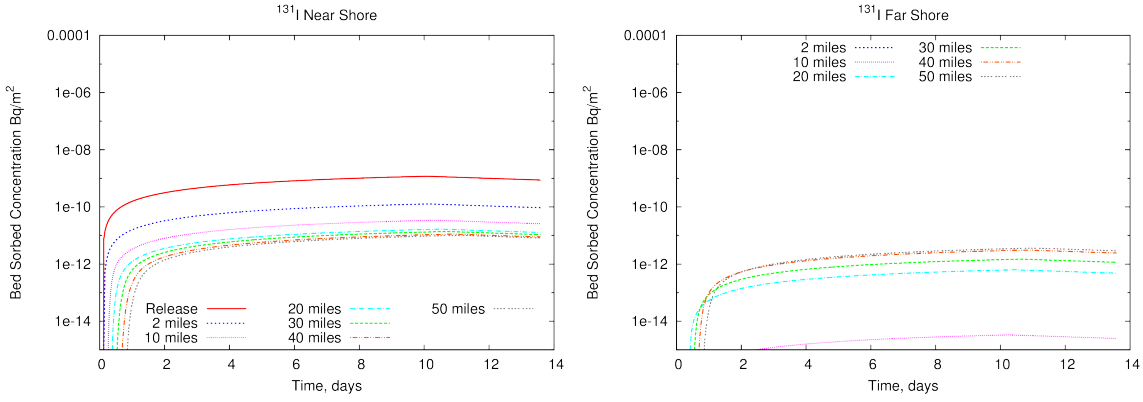 ¹³¹I Near Shore
Bed Sorbed Concentration Bq/m²
0.0001
1e-06
1e-08
1e-10
1e-12
1e-14
Release
2 miles
10 miles
20 miles
30 miles
40 miles
50 miles
0 2 4 6 8 10 12 14
Time, days
¹³¹I Far Shore
Bed Sorbed Concentration Bq/m²
0.0001
1e-06
1e-08
1e-10
1e-12
1e-14
2 miles
10 miles
20 miles
30 miles
40 miles
50 miles
0 2 4 6 8 10 12 14
Time, days